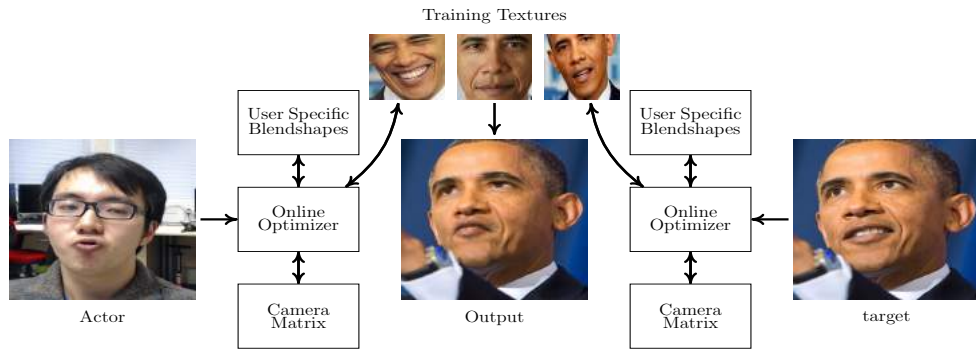 Training Textures
User Specific
Blendshapes
User Specific
Blendshapes
Online
Optimizer
Online
Optimizer
Camera
Matrix
Camera
Matrix
Actor
Output
target